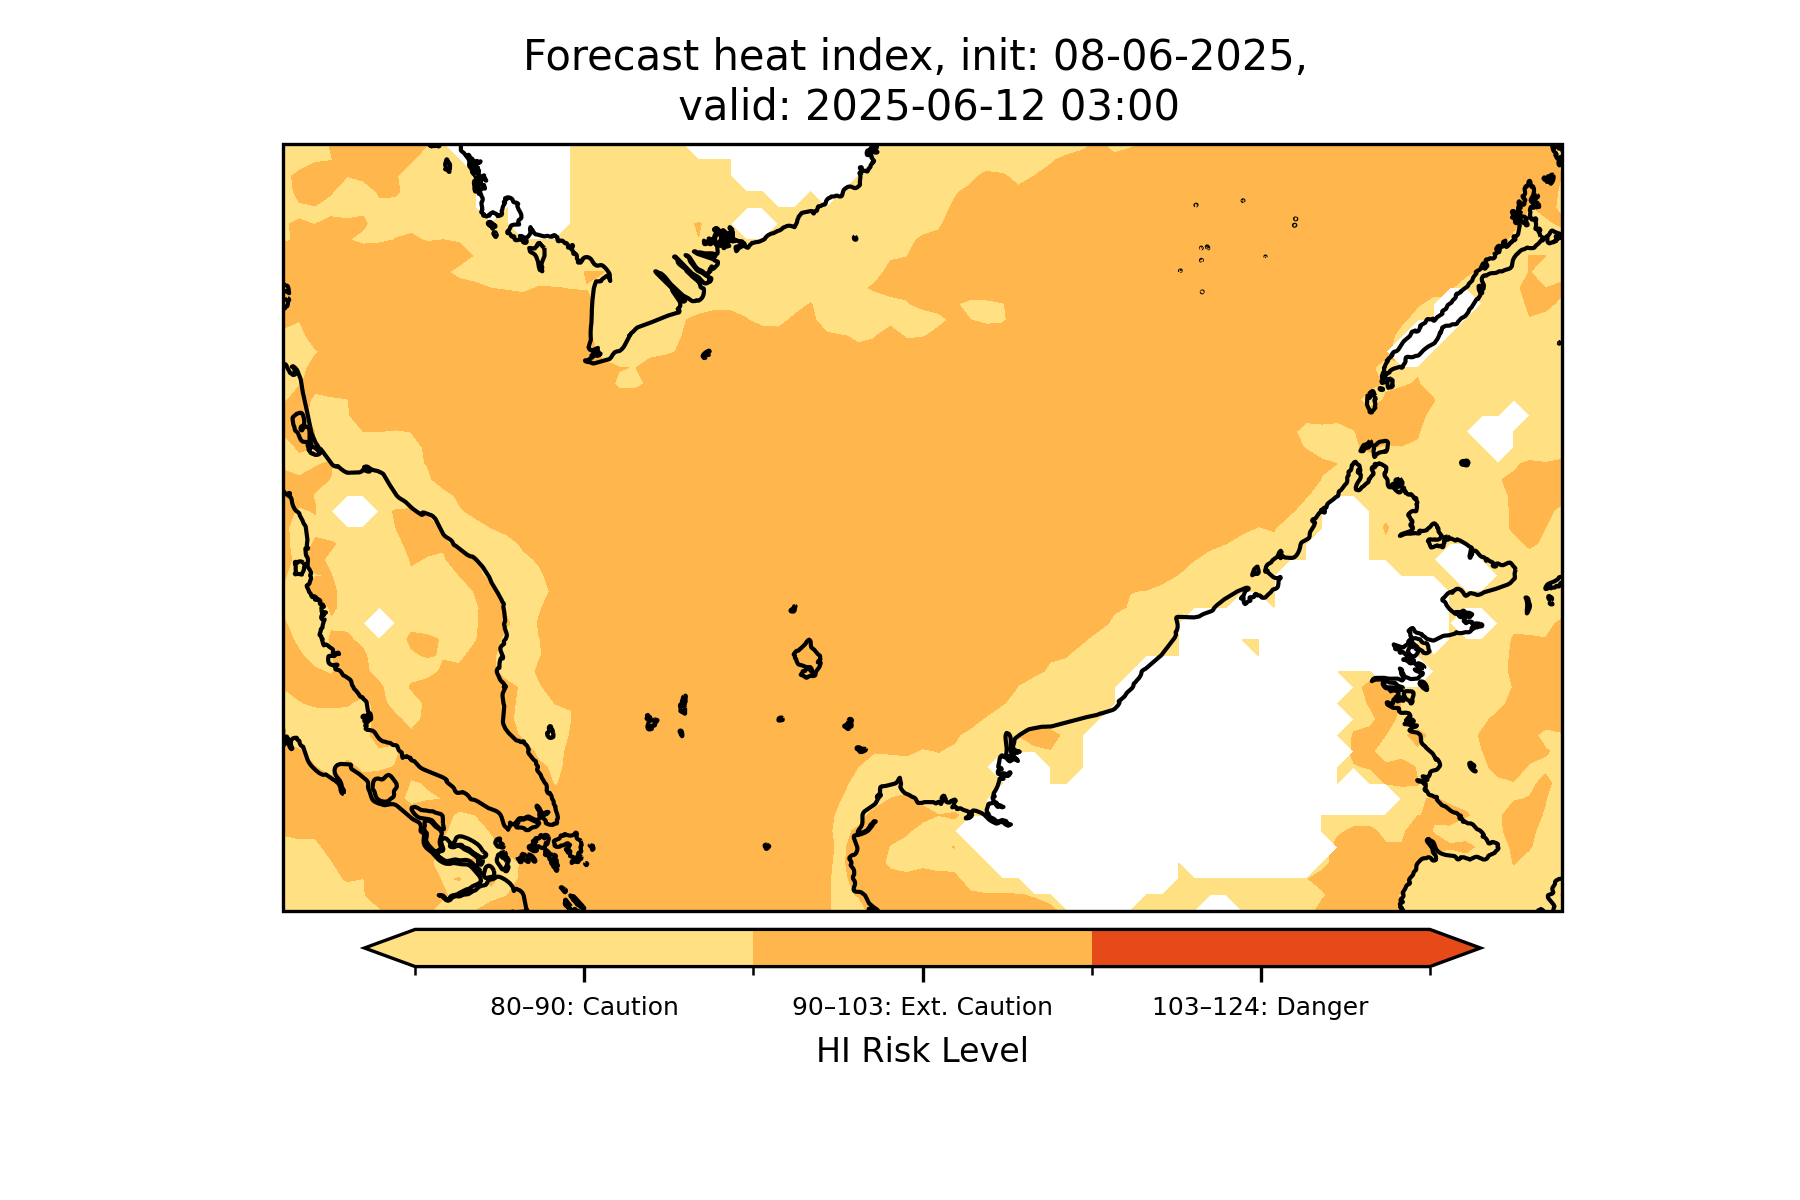 Forecast heat index, init: 08-06-2025,
valid: 2025-06-12 03:00
80–90: Caution
90–103: Ext. Caution
103–124: Danger
HI Risk Level